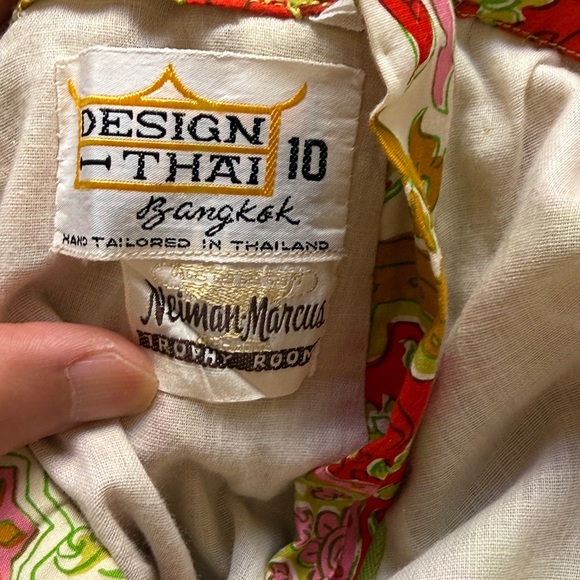 DESIGN
THAI 10
Bangkok
HAND TAILORED IN THAILAND
Neiman-Marcus
TROPHY ROOM